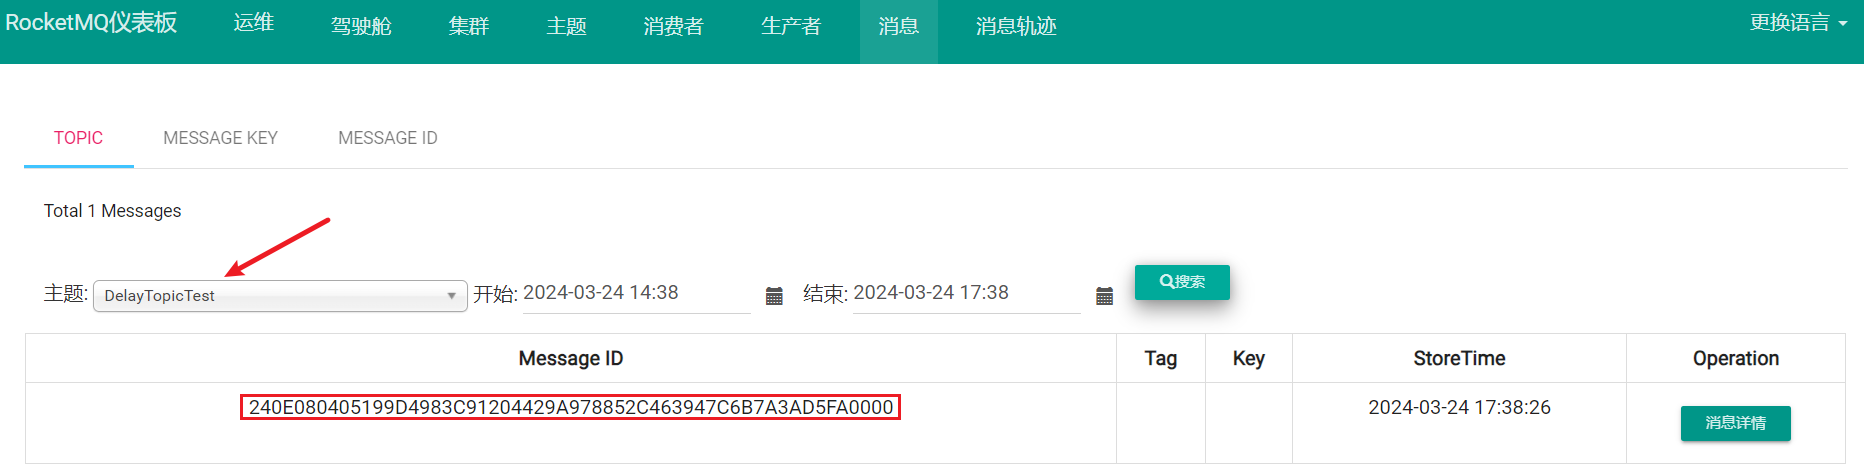 RocketMQ仪表板 运维 驾驶舱 集群 主题 消费者 生产者 消息 消息轨迹 更换语言
TOPIC MESSAGE KEY MESSAGE ID
Total 1 Messages
主题: DelayTopicTest 开始: 2024-03-24 14:38 结束: 2024-03-24 17:38 搜索
Message ID Tag Key StoreTime Operation
240E080405199D4983C91204429A978852C463947C6B7A3AD5FA0000 2024-03-24 17:38:26 消息详情